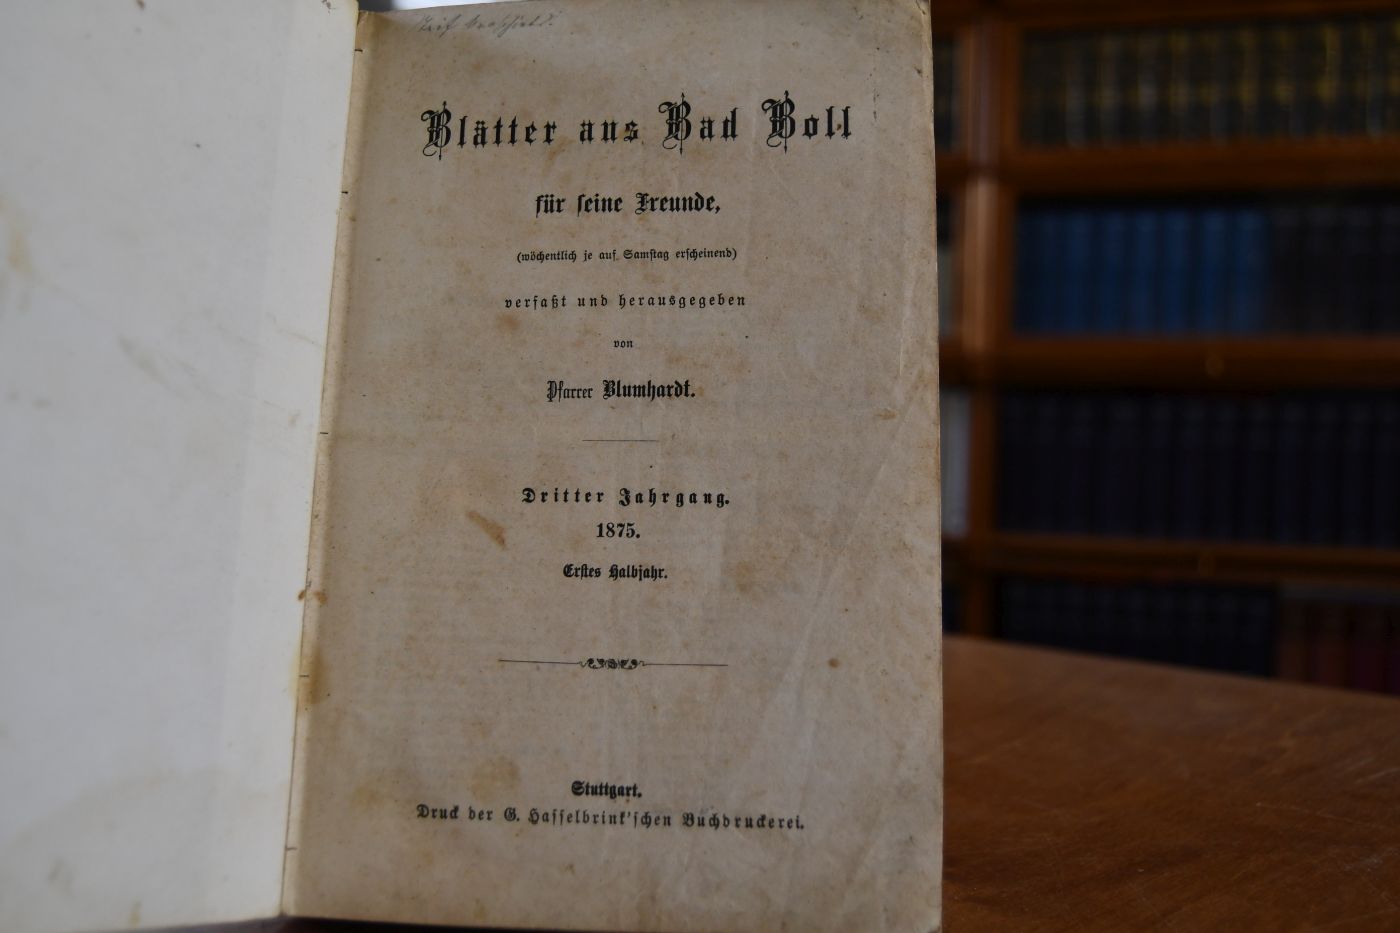 Blätter aus Bad Boll
für seine Freunde,
(wöchentlich je auf Samstag erscheinend)
verfaßt und herausgegeben
von
Pfarrer Blumhardt.
Dritter Jahrgang.
1875.
Erstes Halbjahr.
Stuttgart.
Druck der G. Hasselbrink'schen Buchdruckerei.